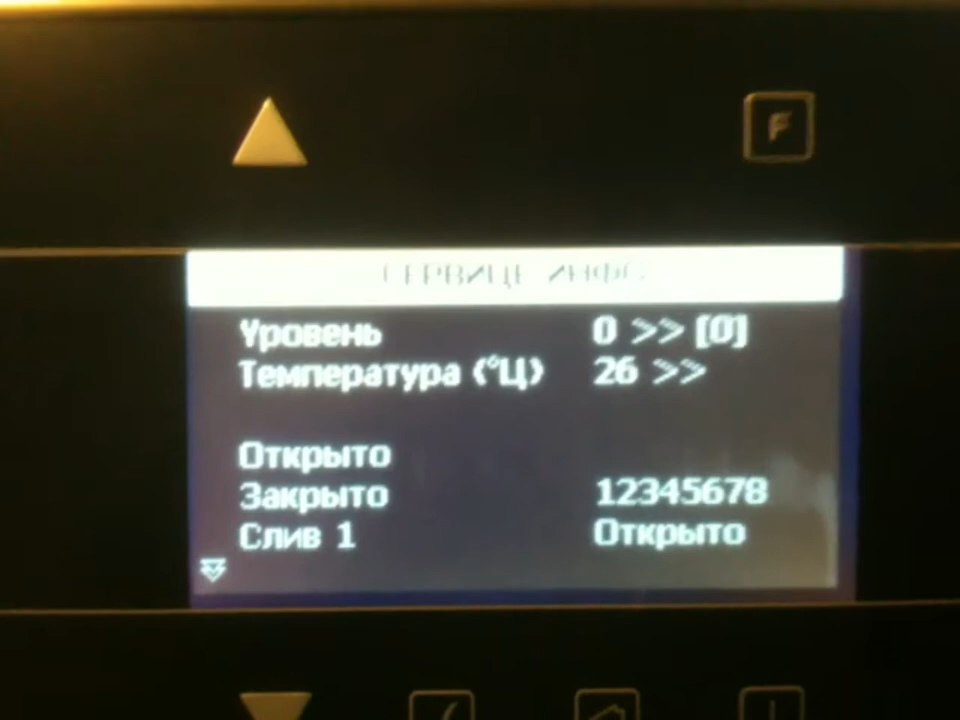 F
СЕРВИЦЕ ИНФО
Уровень 0 >> [0]
Температура (°Ц) 26 >>
Открыто
Закрыто 12345678
Слив 1 Открыто